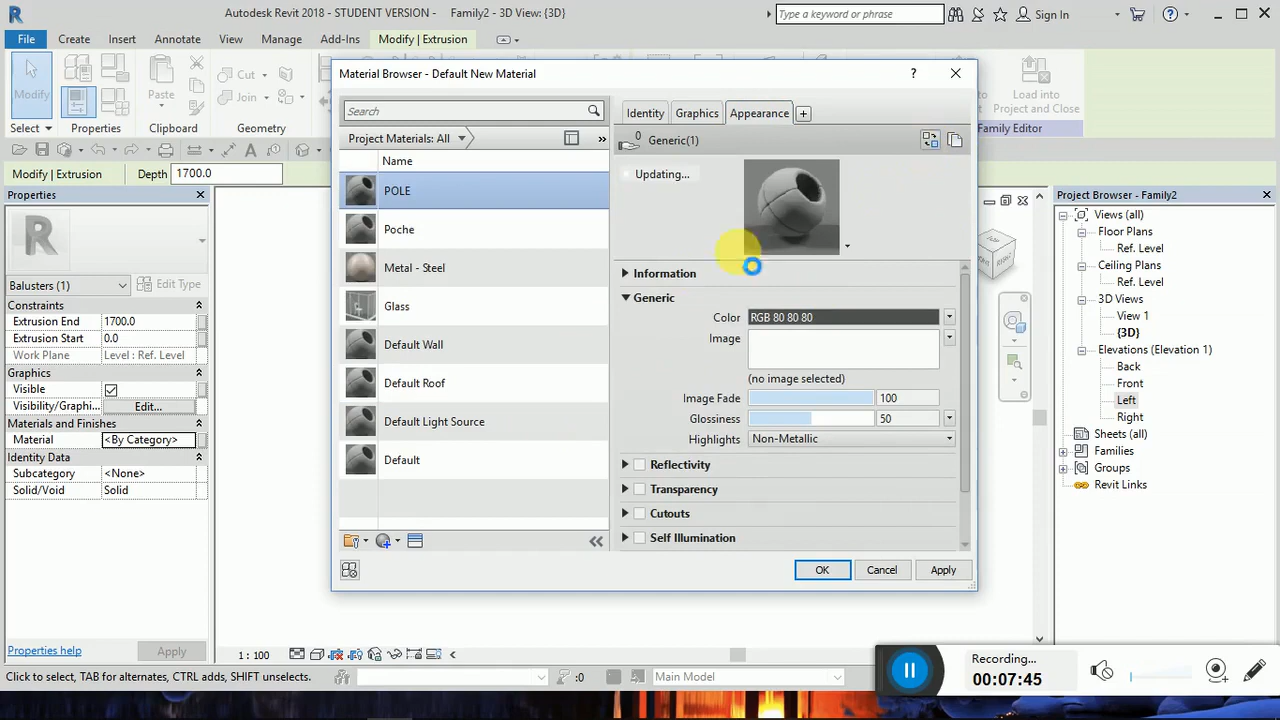 Autodesk Revit 2018 - STUDENT VERSION - Family2 - 3D View: {3D}
Type a keyword or phrase
Sign In
File Create Insert Annotate View Manage Add-Ins Modify | Extrusion
Modify
Paste
Cut
Join
Load into
Project and Close
Select Properties Clipboard Geometry
Family Editor
Modify | Extrusion Depth 1700.0
Properties
Balusters (1) Edit Type
Constraints
Extrusion End 1700.0
Extrusion Start 0.0
Work Plane Level : Ref. Level
Graphics
Visible
Visibility/Graphi... Edit...
Materials and Finishes
Material <By Category>
Identity Data
Subcategory <None>
Solid/Void Solid
Properties help Apply
Material Browser - Default New Material
Search
Project Materials: All
Name
POLE
Poche
Metal - Steel
Glass
Default Wall
Default Roof
Default Light Source
Default
Identity Graphics Appearance
0
Generic(1)
Updating...
Information
Generic
Color RGB 80 80 80
Image
(no image selected)
Image Fade 100
Glossiness 50
Highlights Non-Metallic
Reflectivity
Transparency
Cutouts
Self Illumination
OK Cancel Apply
Project Browser - Family2
Views (all)
Floor Plans
Ref. Level
Ceiling Plans
Ref. Level
3D Views
View 1
{3D}
Elevations (Elevation 1)
Back
Front
Left
Right
Sheets (all)
Families
Groups
Revit Links
1 : 100
Click to select, TAB for alternates, CTRL adds, SHIFT unselects.
:0
Main Model
Recording...
00:07:45